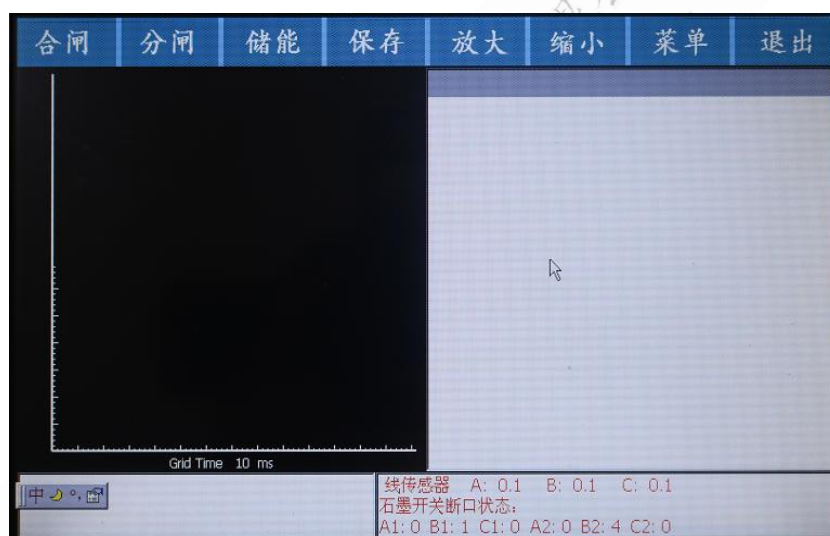 合闸 分闸 储能 保存 放大 缩小 菜单 退出
Grid Time 10 ms
中
线传感器 A: 0.1 B: 0.1 C: 0.1
石墨开关断口状态:
A1: 0 B1: 1 C1: 0 A2: 0 B2: 4 C2: 0